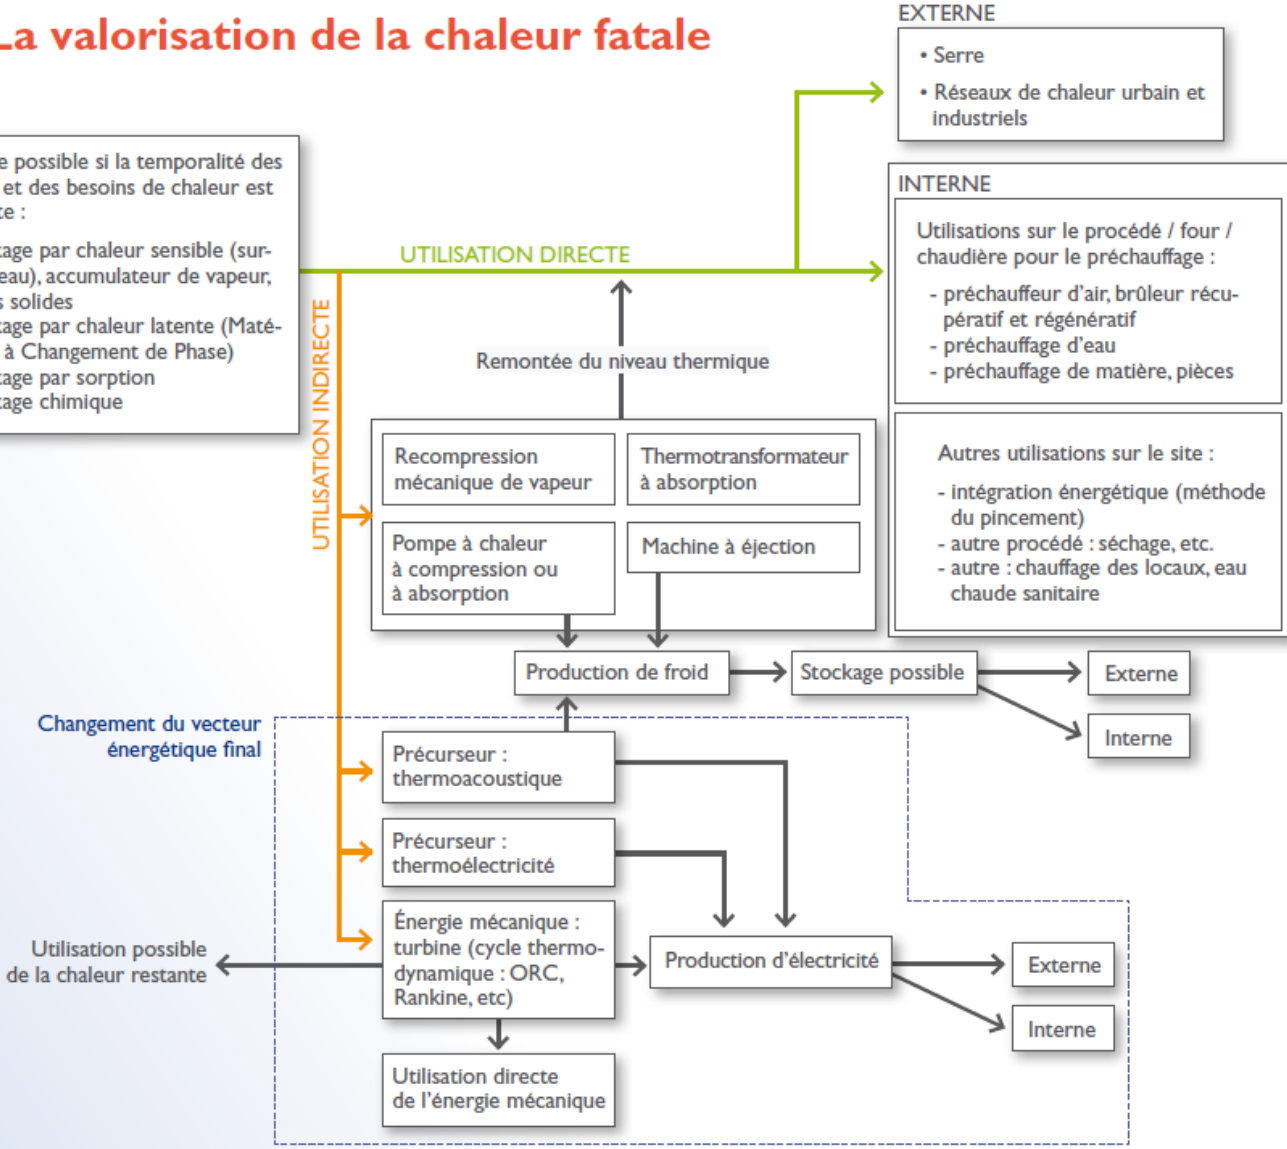 La valorisation de la chaleur fatale
EXTERNE
• Serre
• Réseaux de chaleur urbain et
industriels
possible si la temporalité des
et des besoins de chaleur est
:
par chaleur sensible (sur-
eau), accumulateur de vapeur,
solides
par chaleur latente (Maté-
à Changement de Phase)
par sorption
chimique
UTILISATION DIRECTE
UTILISATION INDIRECTE
INTERNE
Utilisations sur le procédé / four /
chaudière pour le préchauffage :
- préchauffeur d'air, brûleur récu-
pératif et régénératif
- préchauffage d'eau
- préchauffage de matière, pièces
Autres utilisations sur le site :
- intégration énergétique (méthode
du pincement)
- autre procédé : séchage, etc.
- autre : chauffage des locaux, eau
chaude sanitaire
Remontée du niveau thermique
Recompression
mécanique de vapeur
Thermotransformateur
à absorption
Pompe à chaleur
à compression ou
à absorption
Machine à éjection
Production de froid
Stockage possible
Externe
Interne
Changement du vecteur
énergétique final
Précurseur :
thermoacoustique
Précurseur :
thermoélectricité
Énergie mécanique :
turbine (cycle thermo-
dynamique : ORC,
Rankine, etc)
Utilisation possible
de la chaleur restante
Production d'électricité
Externe
Interne
Utilisation directe
de l'énergie mécanique